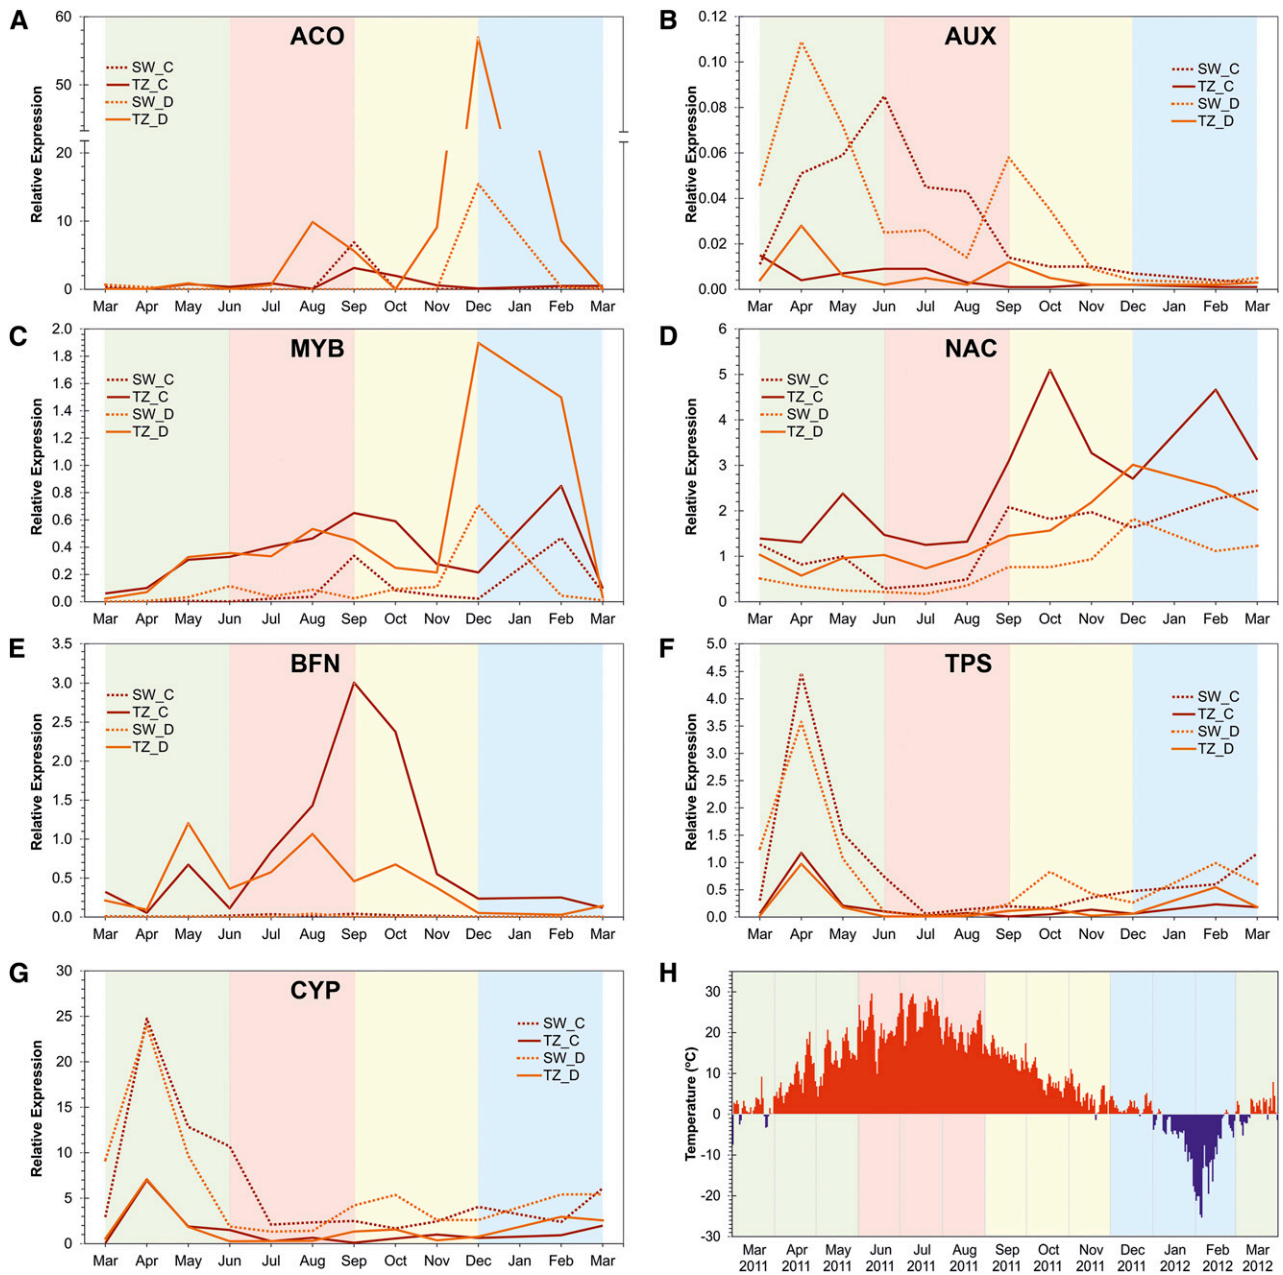 A
ACO
60
50
20
10
0
Relative Expression
SW_C
TZ_C
SW_D
TZ_D
Mar Apr May Jun Jul Aug Sep Oct Nov Dec Jan Feb Mar
B
AUX
0.12
0.10
0.08
0.06
0.04
0.02
0.00
Relative Expression
SW_C
TZ_C
SW_D
TZ_D
Mar Apr May Jun Jul Aug Sep Oct Nov Dec Jan Feb Mar
C
MYB
2.0
1.8
1.6
1.4
1.2
1.0
0.8
0.6
0.4
0.2
0.0
Relative Expression
SW_C
TZ_C
SW_D
TZ_D
Mar Apr May Jun Jul Aug Sep Oct Nov Dec Jan Feb Mar
D
NAC
6
5
4
3
2
1
0
Relative Expression
SW_C
TZ_C
SW_D
TZ_D
Mar Apr May Jun Jul Aug Sep Oct Nov Dec Jan Feb Mar
E
BFN
3.5
3.0
2.5
2.0
1.5
1.0
0.5
0.0
Relative Expression
SW_C
TZ_C
SW_D
TZ_D
Mar Apr May Jun Jul Aug Sep Oct Nov Dec Jan Feb Mar
F
TPS
5.0
4.5
4.0
3.5
3.0
2.5
2.0
1.5
1.0
0.5
0.0
Relative Expression
SW_C
TZ_C
SW_D
TZ_D
Mar Apr May Jun Jul Aug Sep Oct Nov Dec Jan Feb Mar
G
CYP
30
25
20
15
10
5
0
Relative Expression
SW_C
TZ_C
SW_D
TZ_D
Mar Apr May Jun Jul Aug Sep Oct Nov Dec Jan Feb Mar
H
30
20
10
0
-10
-20
-30
Temperature (°C)
Mar Apr May Jun Jul Aug Sep Oct Nov Dec Jan Feb Mar
2011 2011 2011 2011 2011 2011 2011 2011 2011 2011 2012 2012 2012